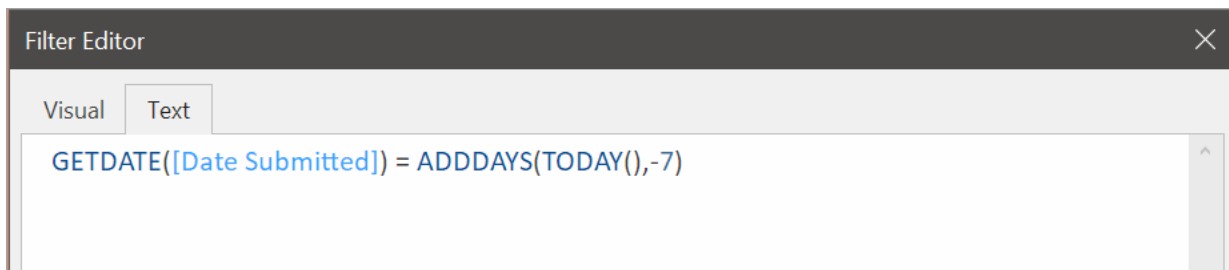 Filter Editor
Visual Text
GETDATE([Date Submitted]) = ADDDAYS(TODAY(),-7)